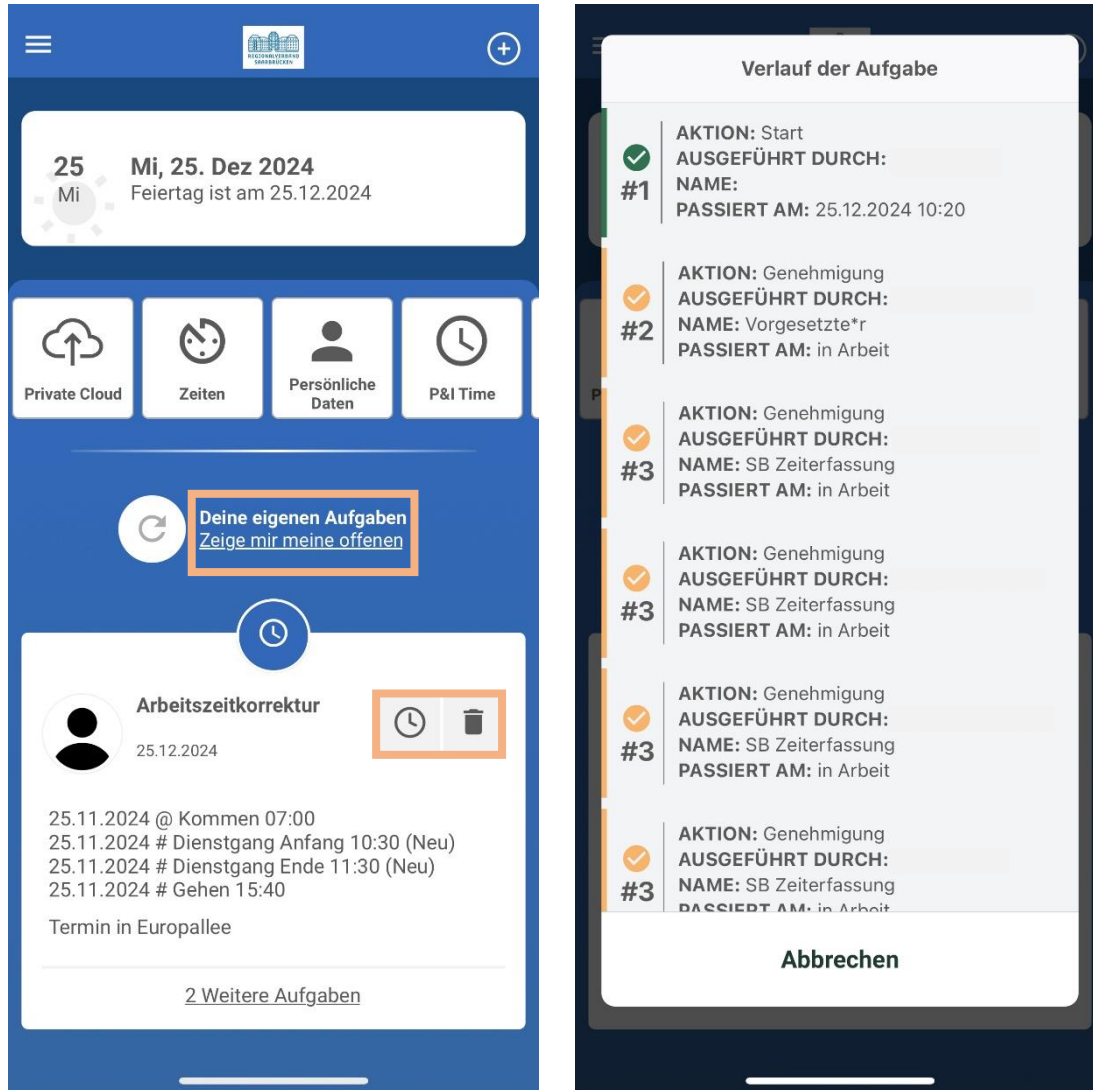 REGIONALVERBAND
SAARBRÜCKEN
25
Mi
Mi, 25. Dez 2024
Feiertag ist am 25.12.2024
Private Cloud
Zeiten
Persönliche
Daten
P&I Time
Deine eigenen Aufgaben
Zeige mir meine offenen
Arbeitszeitkorrektur
25.12.2024
25.11.2024 @ Kommen 07:00
25.11.2024 # Dienstgang Anfang 10:30 (Neu)
25.11.2024 # Dienstgang Ende 11:30 (Neu)
25.11.2024 # Gehen 15:40
Termin in Europallee
2 Weitere Aufgaben
Verlauf der Aufgabe
#1
AKTION: Start
AUSGEFÜHRT DURCH:
NAME:
PASSIERT AM: 25.12.2024 10:20
#2
AKTION: Genehmigung
AUSGEFÜHRT DURCH:
NAME: Vorgesetzte*r
PASSIERT AM: in Arbeit
#3
AKTION: Genehmigung
AUSGEFÜHRT DURCH:
NAME: SB Zeiterfassung
PASSIERT AM: in Arbeit
#3
AKTION: Genehmigung
AUSGEFÜHRT DURCH:
NAME: SB Zeiterfassung
PASSIERT AM: in Arbeit
#3
AKTION: Genehmigung
AUSGEFÜHRT DURCH:
NAME: SB Zeiterfassung
PASSIERT AM: in Arbeit
#3
AKTION: Genehmigung
AUSGEFÜHRT DURCH:
NAME: SB Zeiterfassung
PASSIERT AM: in Arbeit
Abbrechen